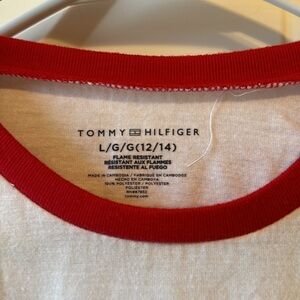 TOMMY HILFIGER
L/G/G(12/14)
FLAME RESISTANT
RÉSISTANT AUX FLAMMES
RESISTENTE AL FUEGO
MADE IN CAMBODIA / FABRIQUÉ EN CAMBODGE
HECHO EN CAMBOYA
100% POLYESTER / POLYESTER
POLIÉSTER
tommy.com